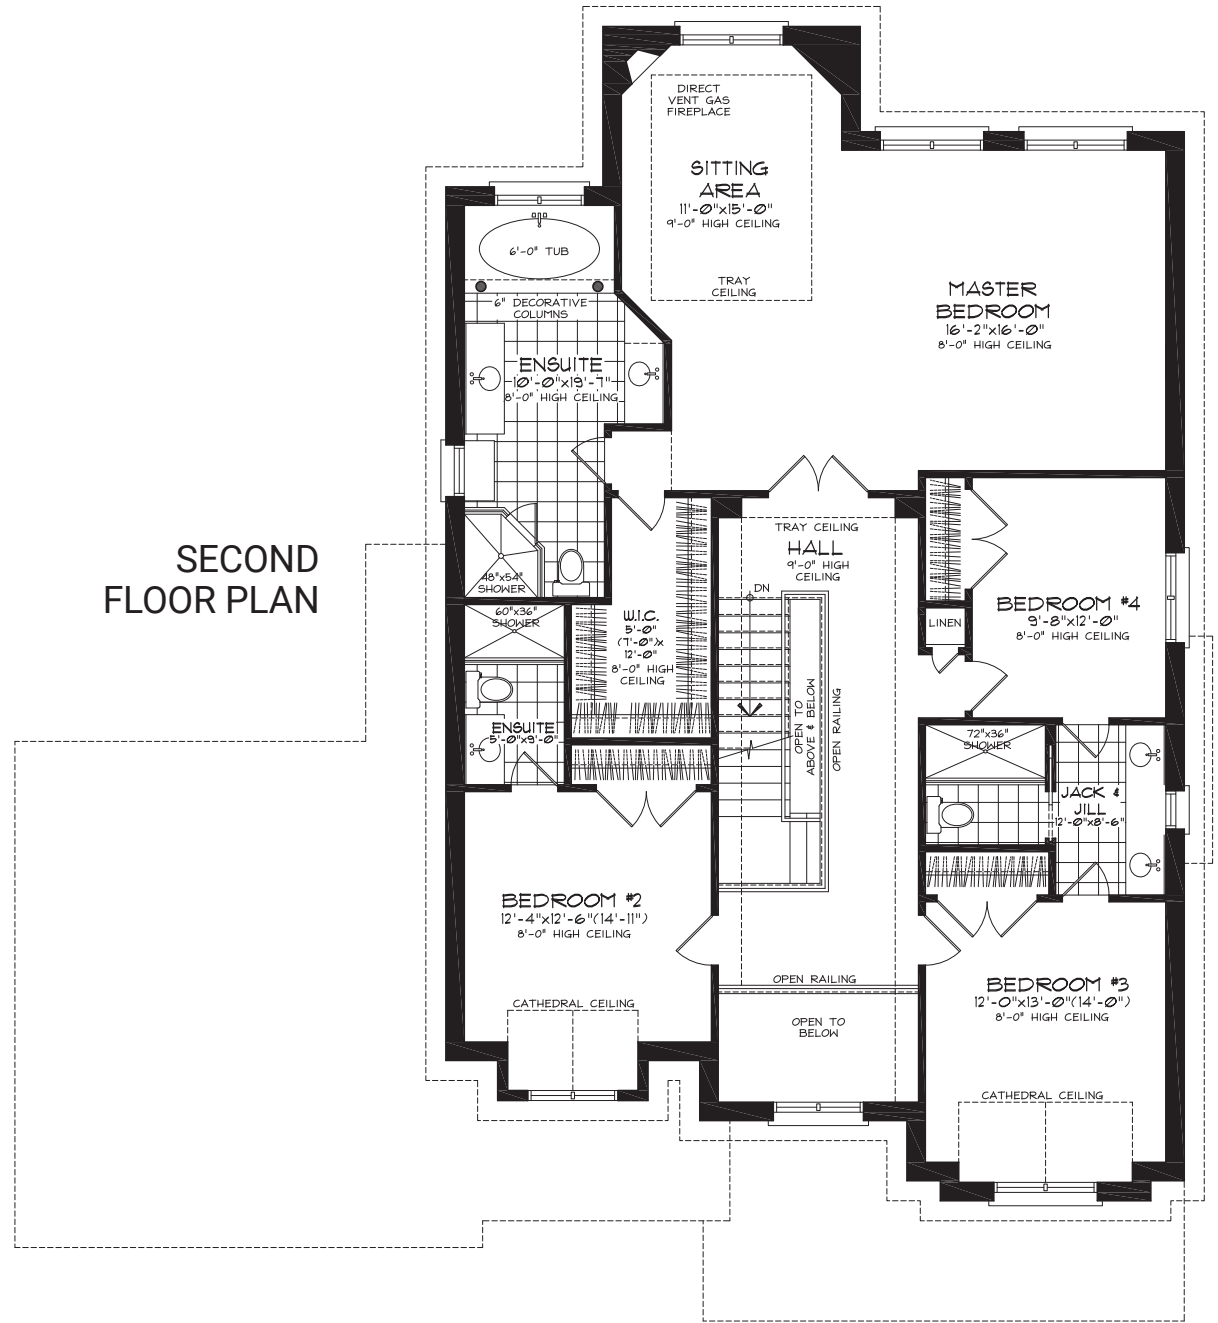 DIRECT
VENT GAS
FIREPLACE
SITTING
AREA
11'-0"x15'-0"
9'-0" HIGH CEILING
TRAY
CEILING
6'-0" TUB
6" DECORATIVE
COLUMNS
ENSUITE
10'-0"x19'-7"
8'-0" HIGH CEILING
MASTER
BEDROOM
16'-2"x16'-0"
8'-0" HIGH CEILING
SECOND
FLOOR PLAN
48"x54"
SHOWER
TRAY CEILING
HALL
9'-0" HIGH
CEILING
DN
60"x36"
SHOWER
W.I.C.
5'-0"
(7'-0")x
12'-0"
8'-0" HIGH
CEILING
BEDROOM #4
9'-8"x12'-0"
8'-0" HIGH CEILING
LINEN
ENSUITE
5'-0"x9'-0"
OPEN TO
ABOVE & BELOW
OPEN RAILING
72"x36"
SHOWER
JACK &
JILL
12'-0"x8'-6"
BEDROOM #2
12'-4"x12'-6"(14'-11")
8'-0" HIGH CEILING
CATHEDRAL CEILING
OPEN RAILING
OPEN TO
BELOW
BEDROOM #3
12'-0"x13'-0"(14'-0")
8'-0" HIGH CEILING
CATHEDRAL CEILING